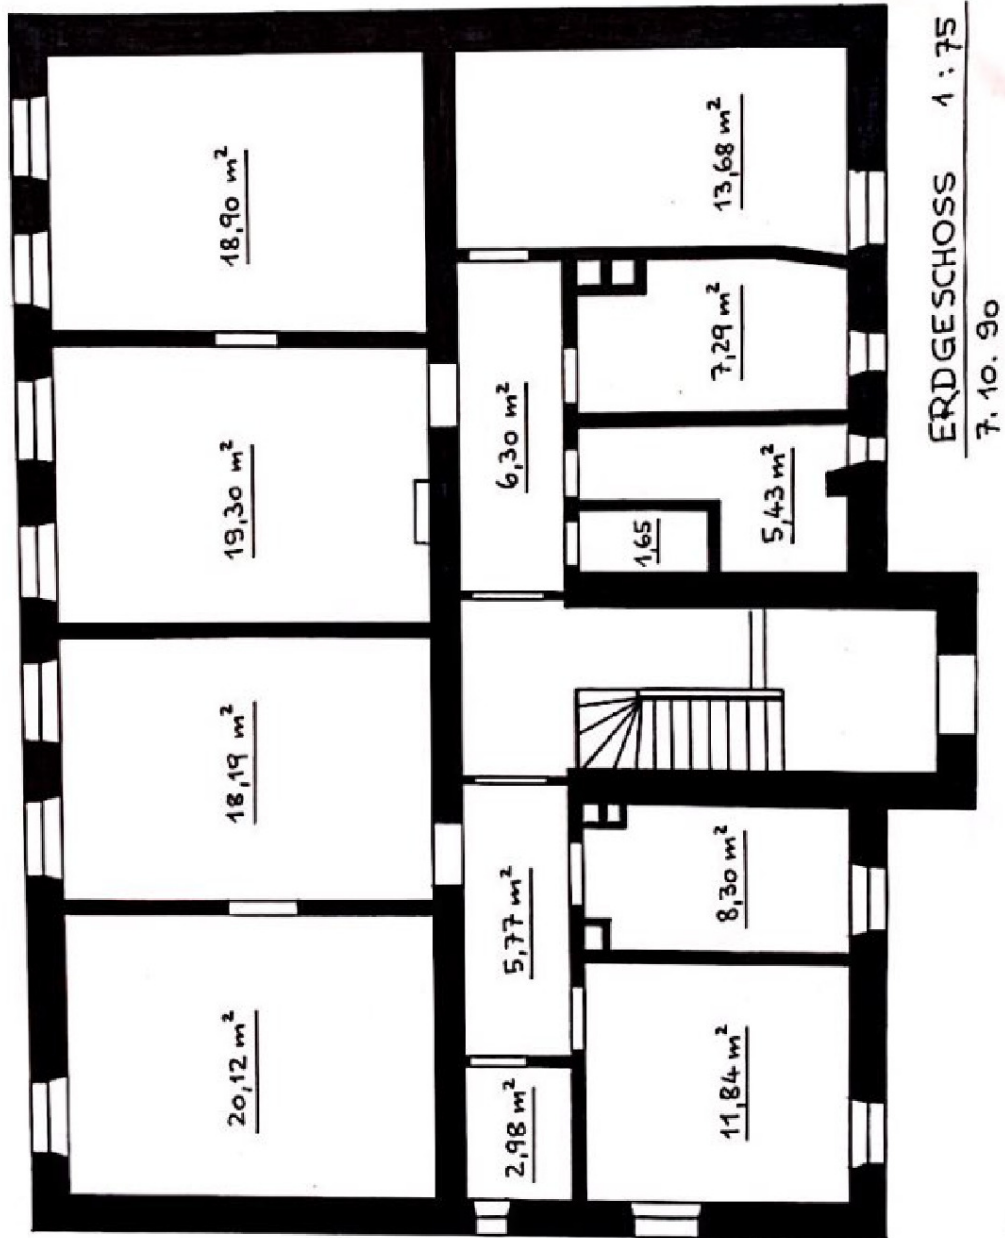 20,12 m²
18,19 m²
19,30 m²
18,90 m²
2,98 m²
5,77 m²
6,30 m²
1,65
11,84 m²
8,30 m²
5,43 m²
7,29 m²
13,68 m²
ERDGESCHOSS 1 : 75
7. 10. 90